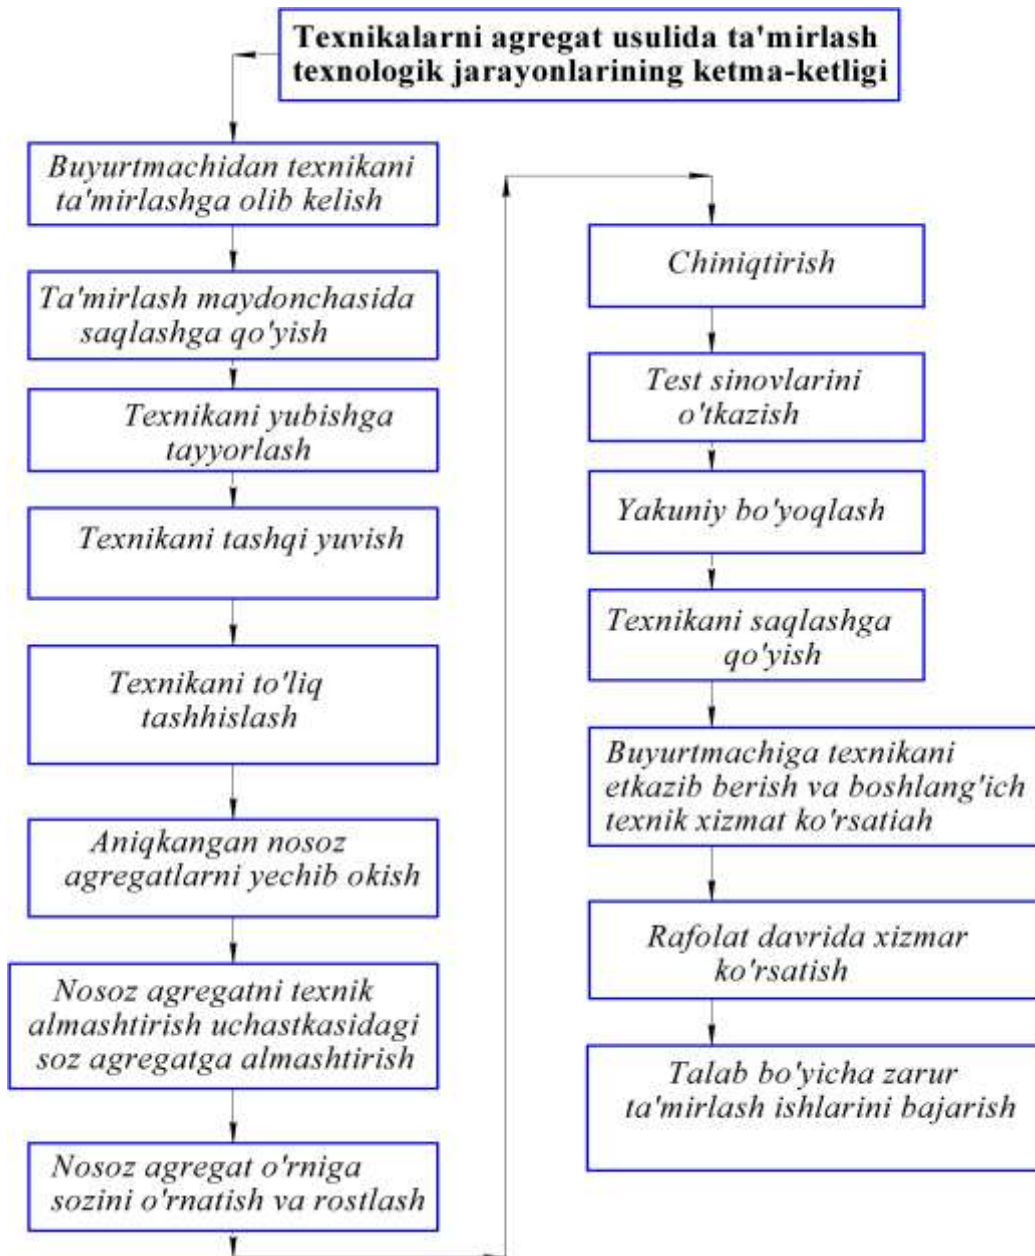 Texnikalarni agregat usulida ta'mirlash
texnologik jarayonlarining ketma-ketligi
Buyurtmachidan texnikani
ta'mirlashga olib kelish
Ta'mirlash maydonchasida
saqlashga qo'yish
Texnikani yubishga
tayyorlash
Texnikani tashqi yuvish
Texnikani to'liq
tashhislash
Aniqkangan nosoz
agregatlarni yechib okish
Nosoz agregatni texnik
almashtirish uchastkasidagi
soz agregatga almashtirish
Nosoz agregat o'rniga
sozini o'rnatish va rostlash
Chiniqtirish
Test sinovlarini
o'tkazish
Yakuniy bo'yoqlash
Texnikani saqlashga
qo'yish
Buyurtmachiga texnikani
etkazib berish va boshlang'ich
texnik xizmat ko'rsatiah
Rafolat davrida xizmar
ko'rsatish
Talab bo'yicha zarur
ta'mirlash ishlarini bajarish